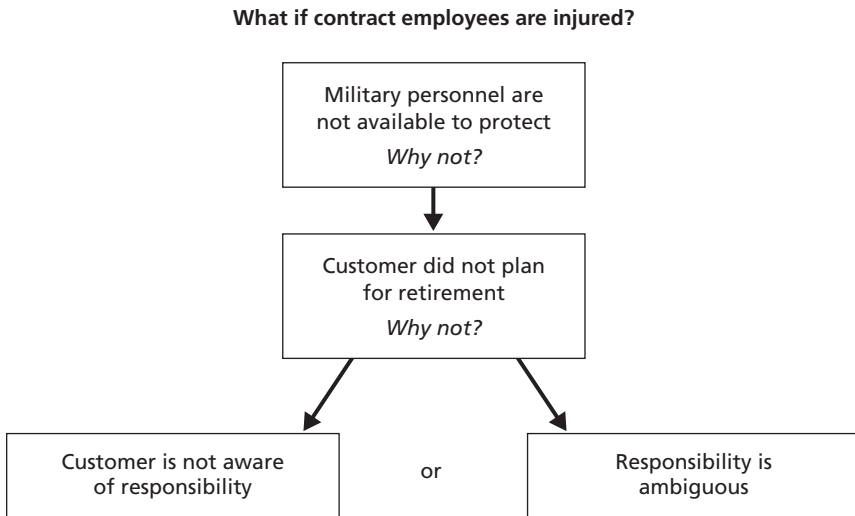 What if contract employees are injured?
Military personnel are
not available to protect
Why not?
Customer did not plan
for retirement
Why not?
Customer is not aware
of responsibility
or
Responsibility is
ambiguous